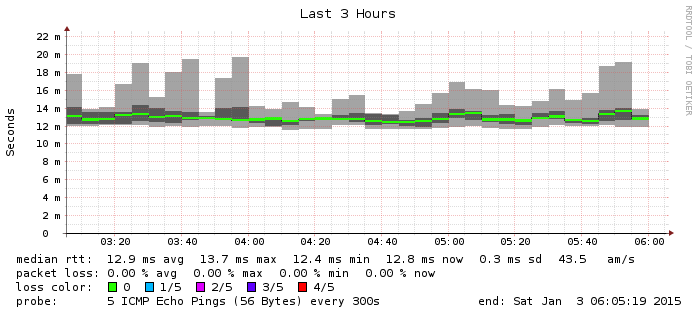 Last 3 Hours
RRDTOOL / TOBI OETIKER
Seconds
22 m
20 m
18 m
16 m
14 m
12 m
10 m
8 m
6 m
4 m
2 m
0
03:20 03:40 04:00 04:20 04:40 05:00 05:20 05:40 06:00
median rtt: 12.9 ms avg 13.7 ms max 12.4 ms min 12.8 ms now 0.3 ms sd 43.5 am/s
packet loss: 0.00 % avg 0.00 % max 0.00 % min 0.00 % now
loss color: 0 1/5 2/5 3/5 4/5
probe: 5 ICMP Echo Pings (56 Bytes) every 300s end: Sat Jan 3 06:05:19 2015